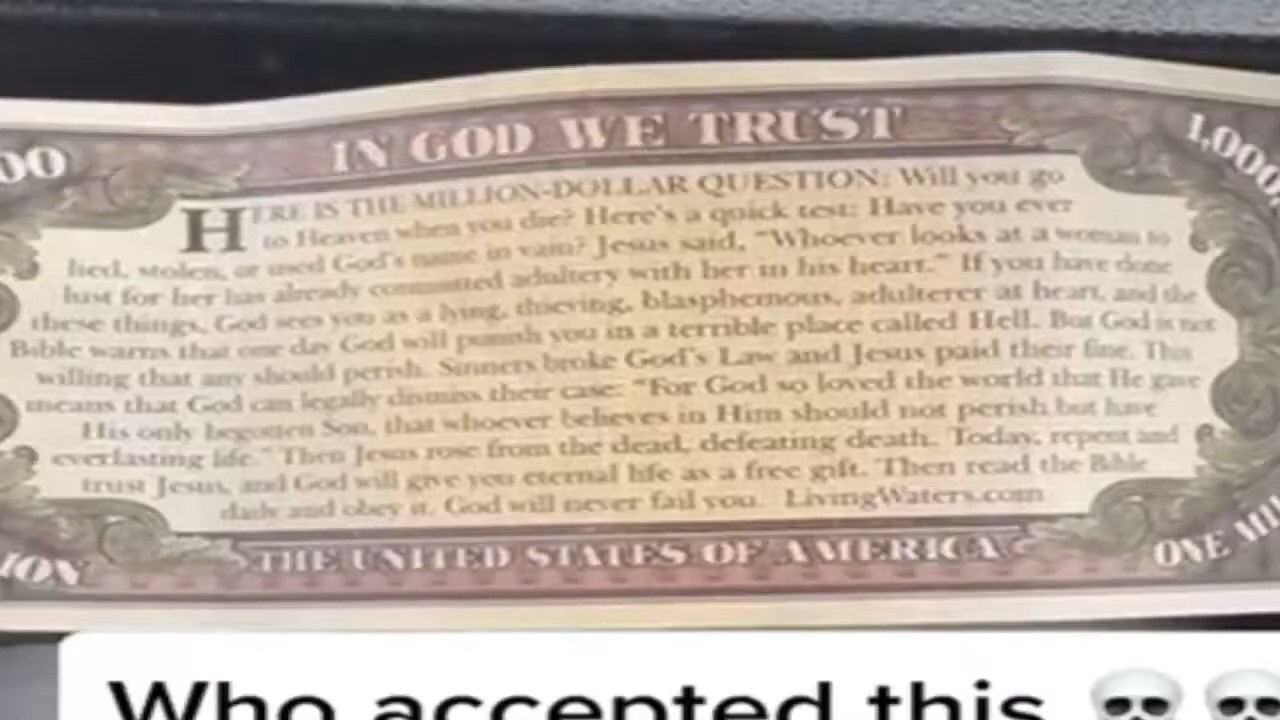 IN GOD WE TRUST
00
1,000
HERE IS THE MILLION-DOLLAR QUESTION: Will you go
to Heaven when you die? Here's a quick test: Have you ever
lied, stolen, or used God's name in vain? Jesus said, "Whoever looks at a woman to
lust for her has already committed adultery with her in his heart." If you have done
these things, God sees you as a lying, thieving, blasphemous, adulterer at heart, and the
Bible warns that one day God will punish you in a terrible place called Hell. But God is not
willing that any should perish. Sinners broke God's Law and Jesus paid their fine. This
means that God can legally dismiss their case: "For God so loved the world that He gave
His only begotten Son, that whoever believes in Him should not perish but have
everlasting life." Then Jesus rose from the dead, defeating death. Today, repent and
trust Jesus, and God will give you eternal life as a free gift. Then read the Bible
daily and obey it. God will never fail you. LivingWaters.com
ION
THE UNITED STATES OF AMERICA
ONE MI
Who accepted this 💀💀